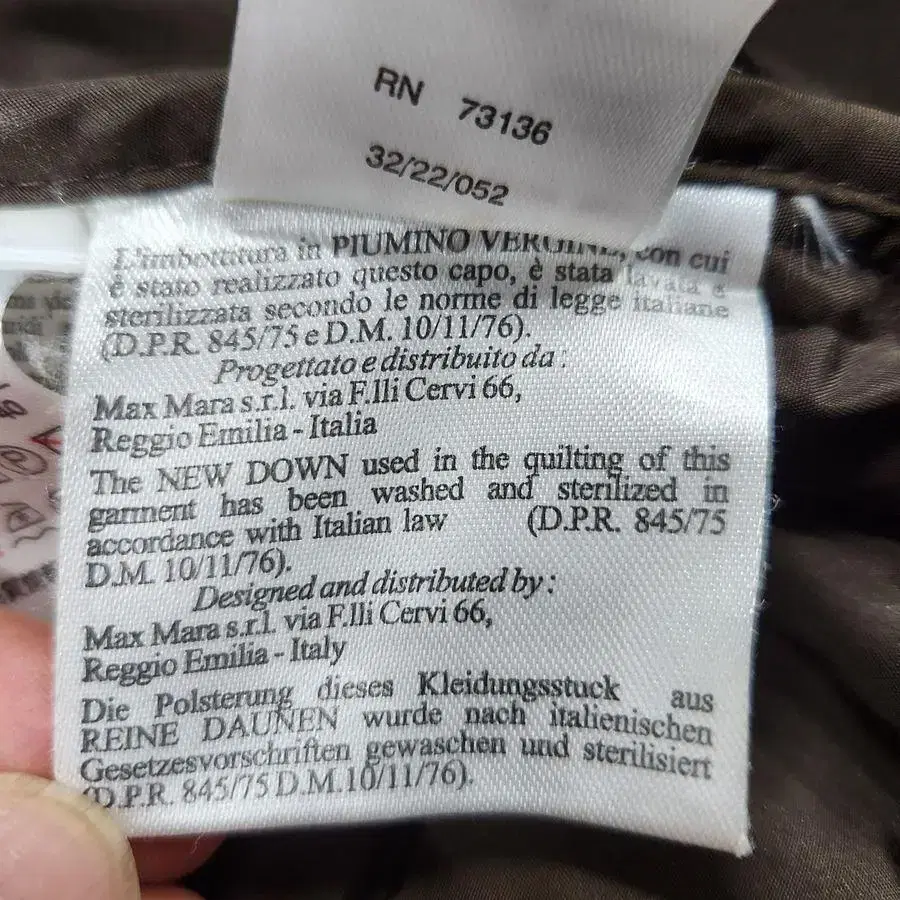 RN 73136
32/22/052
L'imbottitura in PIUMINO VERGINE, con cui
è stato realizzato questo capo, è stata lavata e
sterilizzata secondo le norme di legge italiane
(D.P.R. 845/75 e D.M. 10/11/76).
Progettato e distribuito da :
Max Mara s.r.l. via F.lli Cervi 66,
Reggio Emilia - Italia
The NEW DOWN used in the quilting of this
garment has been washed and sterilized in
accordance with Italian law (D.P.R. 845/75
D.M. 10/11/76).
Designed and distributed by :
Max Mara s.r.l. via F.lli Cervi 66,
Reggio Emilia - Italy
Die Polsterung dieses Kleidungsstuck aus
REINE DAUNEN wurde nach italienischen
Gesetzesvorschriften gewaschen und sterilisiert
(D.P.R. 845/75 D.M.10/11/76).